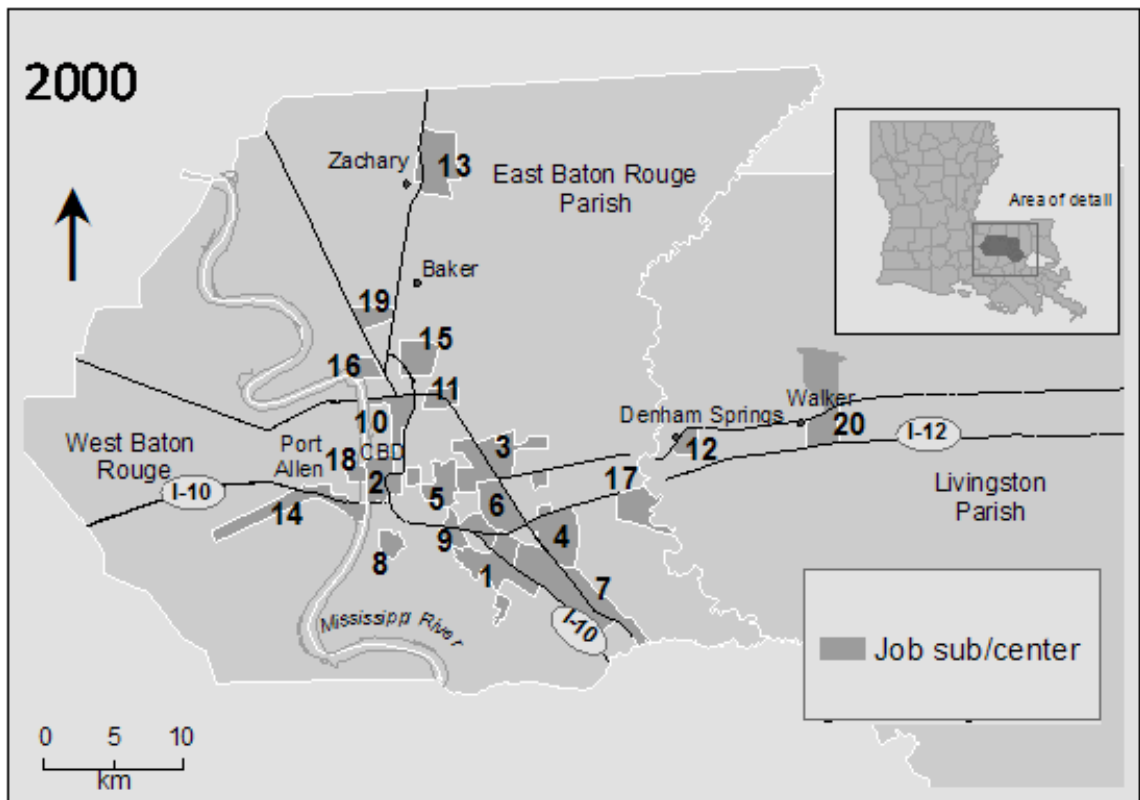 2000
Zachary
13
East Baton Rouge
Parish
Area of detail
Baker
19
15
16
11
10
Walker
Denham Springs
20
12
I-12
West Baton
Rouge
Port
Allen
CBD
3
18
2
5
17
6
I-10
14
4
Livingston
Parish
9
8
1
7
I-10
Mississippi River
Job sub/center
0 5 10
km